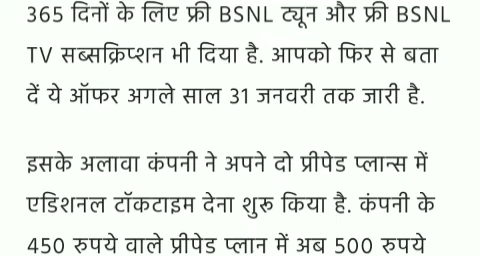 365 दिनों के लिए फ्री BSNL ट्यून और फ्री BSNL
TV सब्सक्रिप्शन भी दिया है. आपको फिर से बता
दें ये ऑफर अगले साल 31 जनवरी तक जारी है.
इसके अलावा कंपनी ने अपने दो प्रीपेड प्लान्स में
एडिशनल टॉकटाइम देना शुरू किया है. कंपनी के
450 रुपये वाले प्रीपेड प्लान में अब 500 रुपये